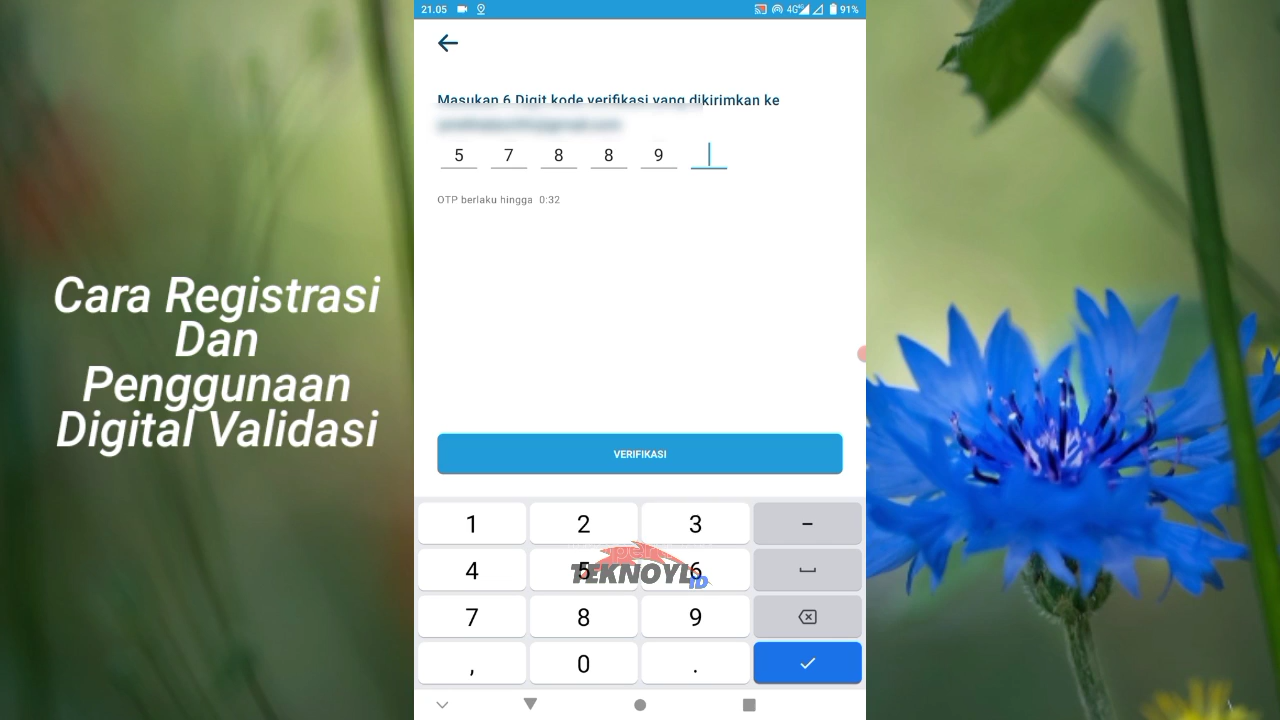 21.05
4G
91%
Cara Registrasi
Dan
Penggunaan
Digital Validasi
Masukan 6 Digit kode verifikasi yang dikirimkan ke
5 7 8 8 9
OTP berlaku hingga 0:32
VERIFIKASI
1 2 3 -
4 5 6
TEKNOYL ID
7 8 9
, 0 .